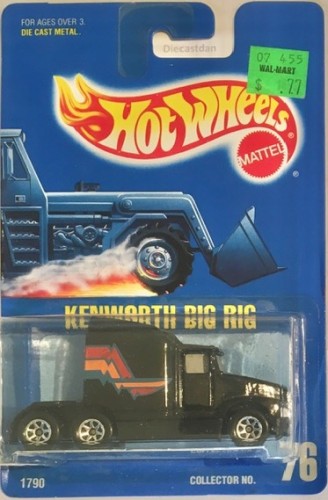 FOR AGES OVER 3.
DIE CAST METAL.
Diecastdan
07 455
WAL-MART
$ .77
HOT WHEELS
MATTEL
KENWORTH BIG RIG
1790
COLLECTOR NO.
76